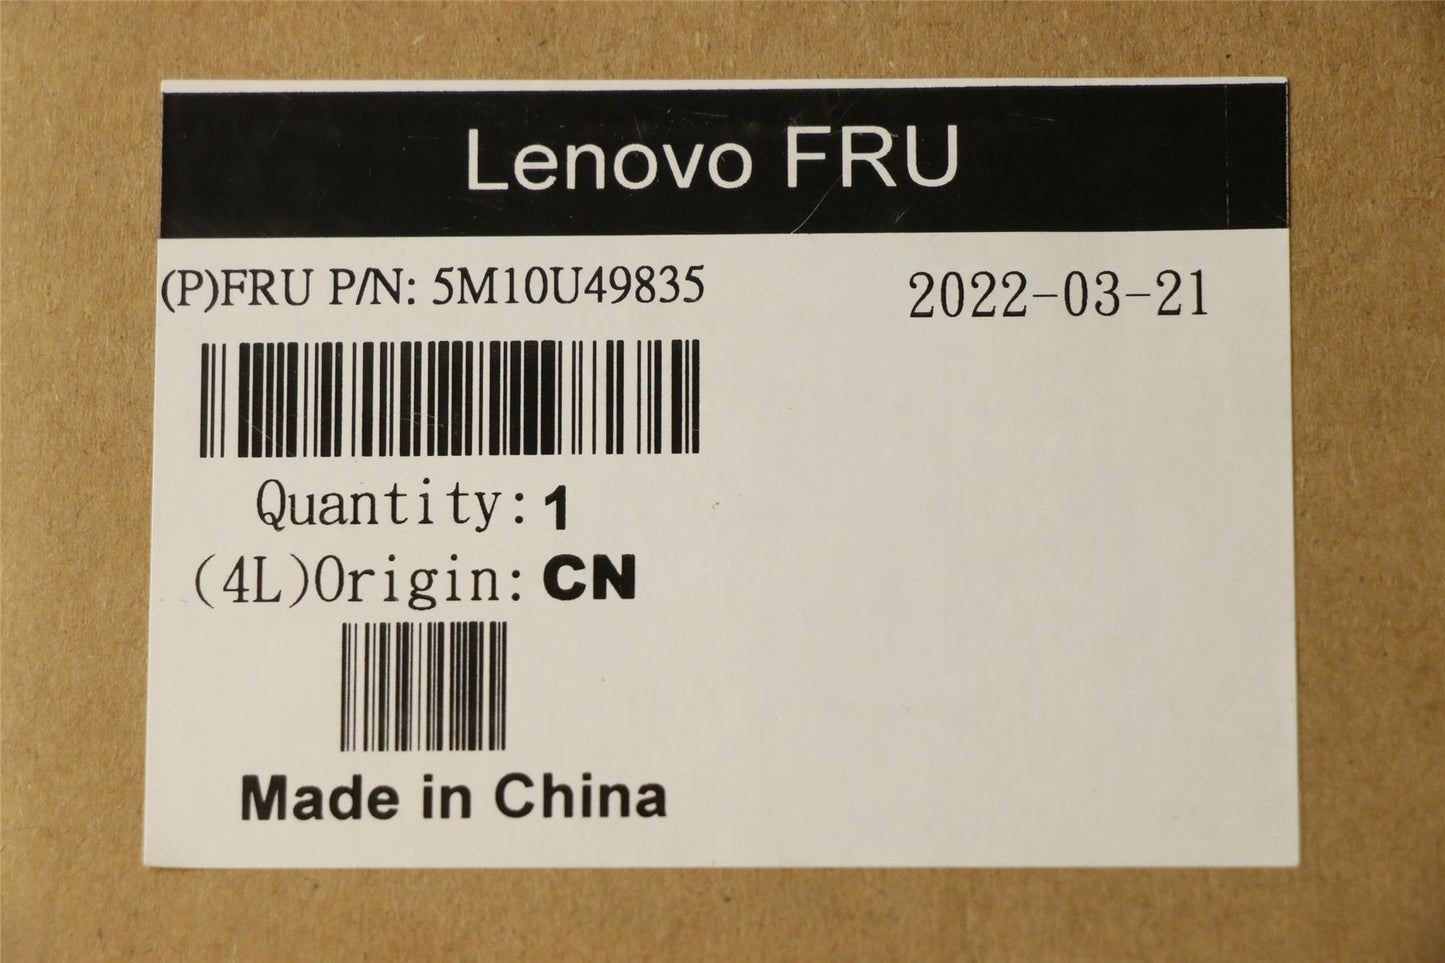 Lenovo FRU
(P)FRU P/N: 5M10U49835
2022-03-21
Quantity: 1
(4L)Origin: CN
Made in China